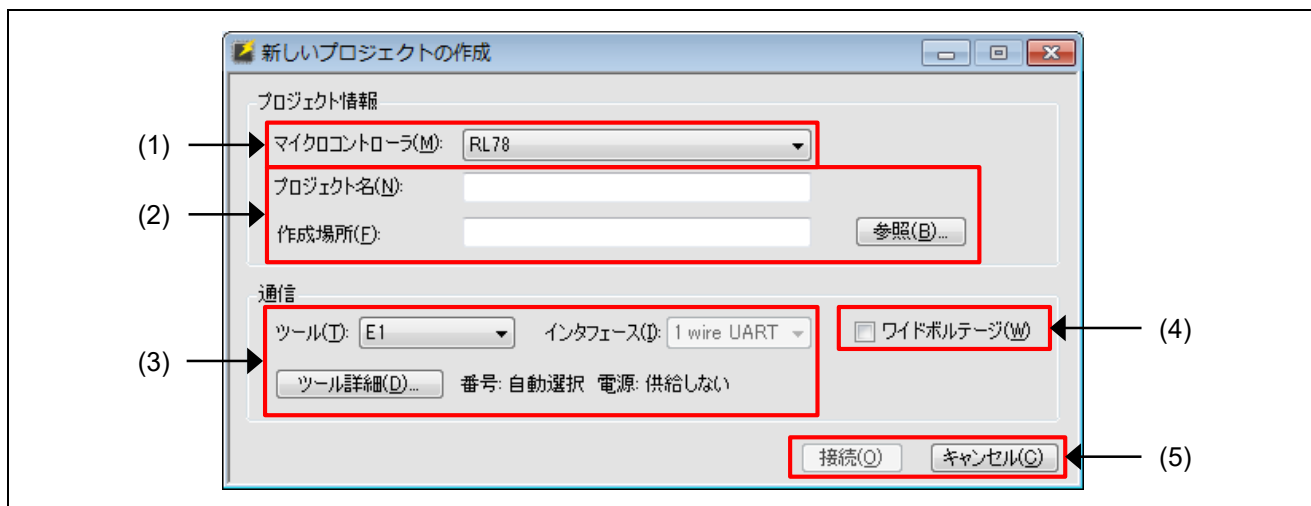 新しいプロジェクトの作成
プロジェクト情報
(1) マイクロコントローラ(M): RL78
プロジェクト名(N):
(2)
作成場所(F): 参照(B)...
通信
ツール(T): E1 インタフェース(I): 1 wire UART ワイドボルテージ(W) (4)
(3)
ツール詳細(D)... 番号: 自動選択 電源: 供給しない
接続(O) キャンセル(C) (5)